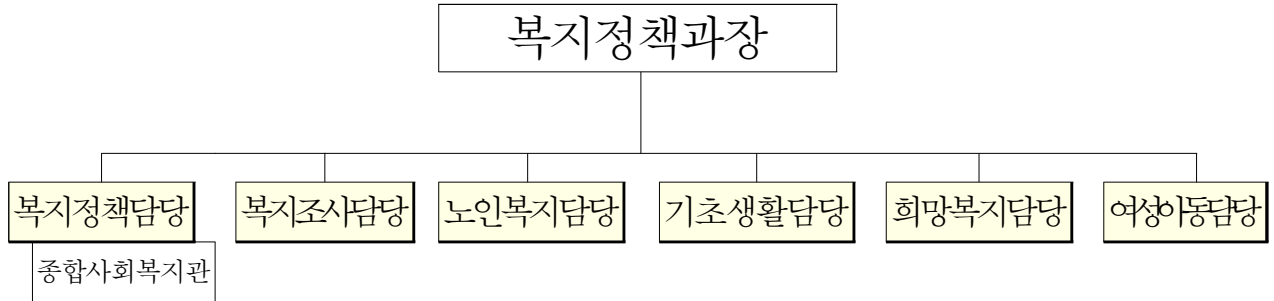 복지정책과장
복지정책담당
복지조사담당
노인복지담당
기초생활담당
희망복지담당
여성아동담당
종합사회복지관